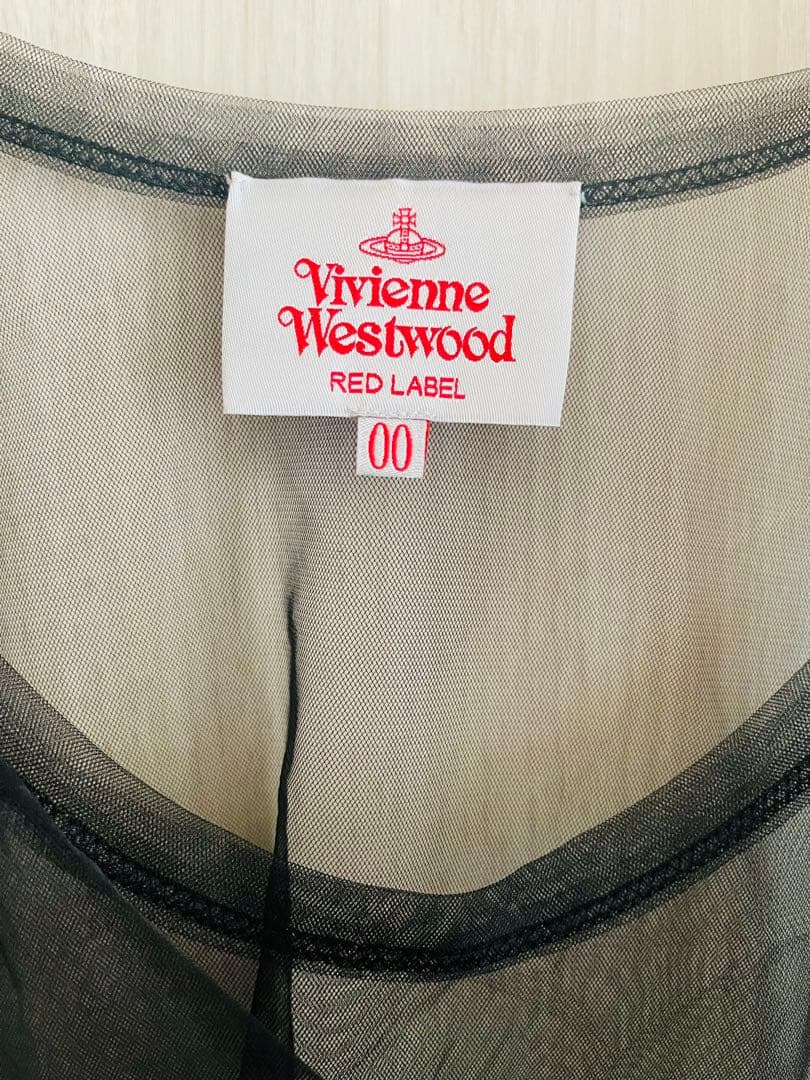 Vivienne
Westwood
RED LABEL
00